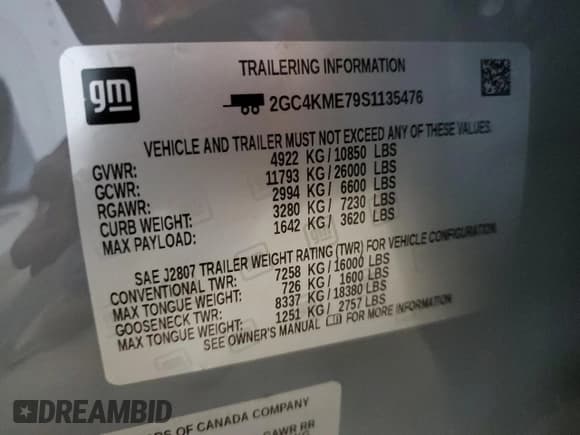 gm
TRAILERING INFORMATION
2GC4KME79S1135476
VEHICLE AND TRAILER MUST NOT EXCEED ANY OF THESE VALUES.
GVWR: 4922 KG/10850 LBS
GCWR: 11793 KG/26000 LBS
RGAWR: 2994 KG/ 6600 LBS
CURB WEIGHT: 3280 KG/ 7230 LBS
MAX PAYLOAD: 1642 KG/ 3620 LBS
SAE J2807 TRAILER WEIGHT RATING (TWR) FOR VEHICLE CONFIGURATION.
CONVENTIONAL TWR: 7258 KG/16000 LBS
MAX TONGUE WEIGHT: 726 KG/ 1600 LBS
GOOSENECK TWR: 8337 KG/18380 LBS
MAX TONGUE WEIGHT: 1251 KG/ 2757 LBS
SEE OWNER'S MANUAL FOR MORE INFORMATION.
OF CANADA COMPANY
GAWR RR
DREAMBID